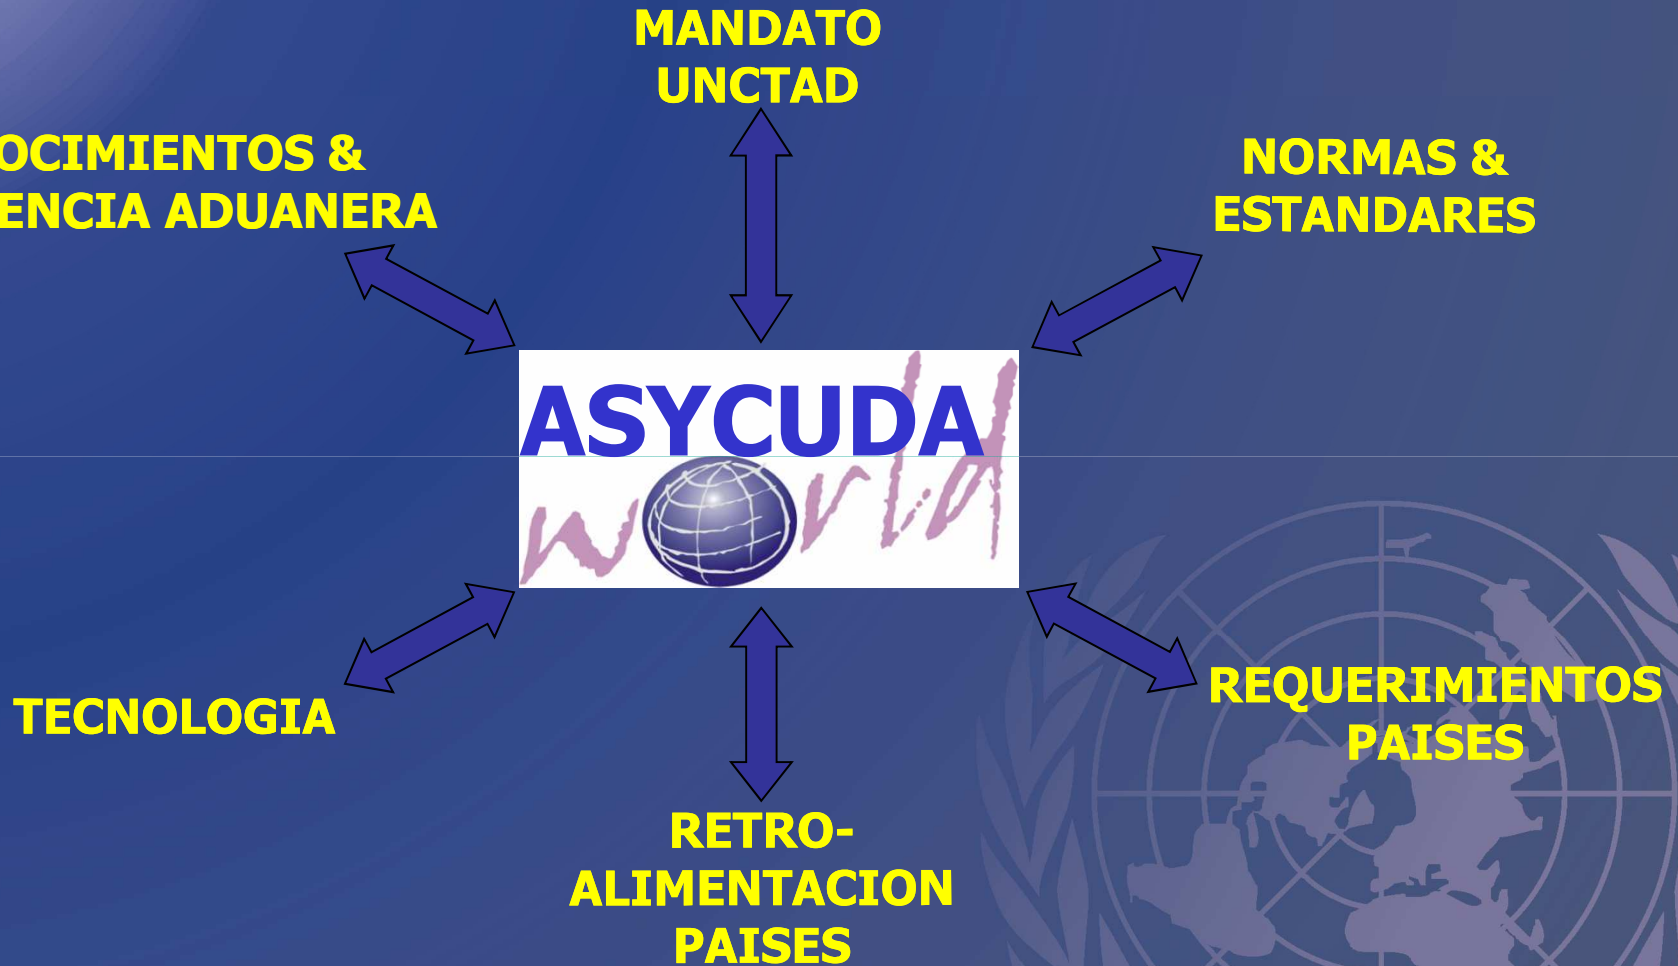 MANDATO
UNCTAD
OCIMIENTOS &
ENCIA ADUANERA
NORMAS &
ESTANDARES
ASYCUDA
world
TECNOLOGIA
REQUERIMIENTOS
PAISES
RETRO-
ALIMENTACION
PAISES